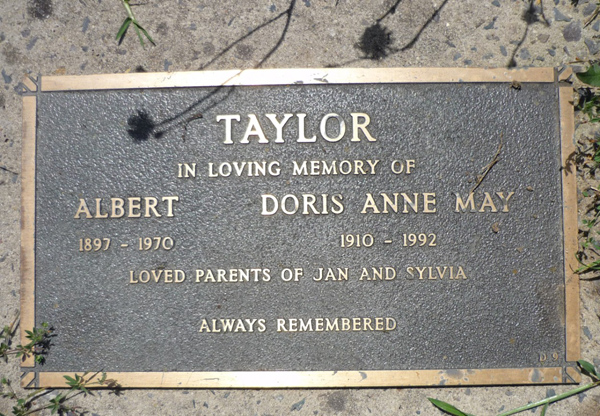 TAYLOR
IN LOVING MEMORY OF
ALBERT DORIS ANNE MAY
1897 - 1970 1910 - 1992
LOVED PARENTS OF JAN AND SYLVIA
ALWAYS REMEMBERED
D 9